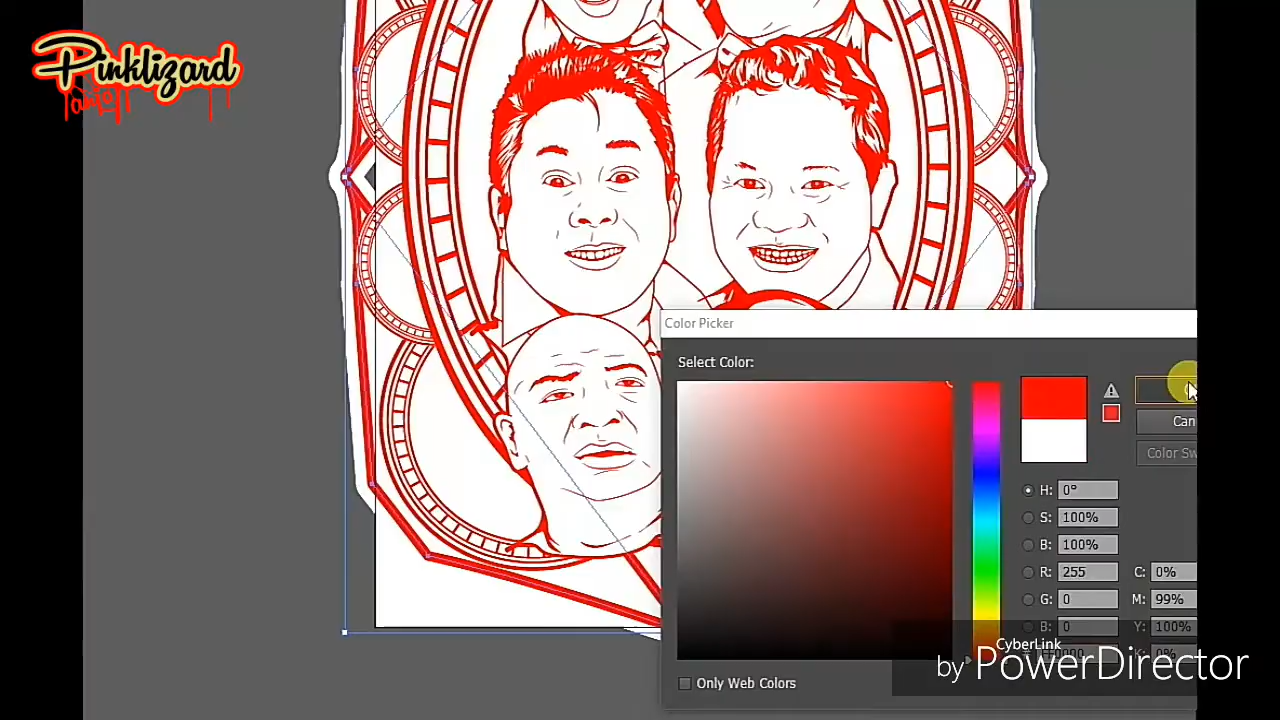 Pinklizard
Color Picker
Select Color:
Can
Color Sw
H: 0°
S: 100%
B: 100%
R: 255 C: 0%
G: 0 M: 99%
B: 0 Y: 100%
CyberLink
by PowerDirector
Only Web Colors